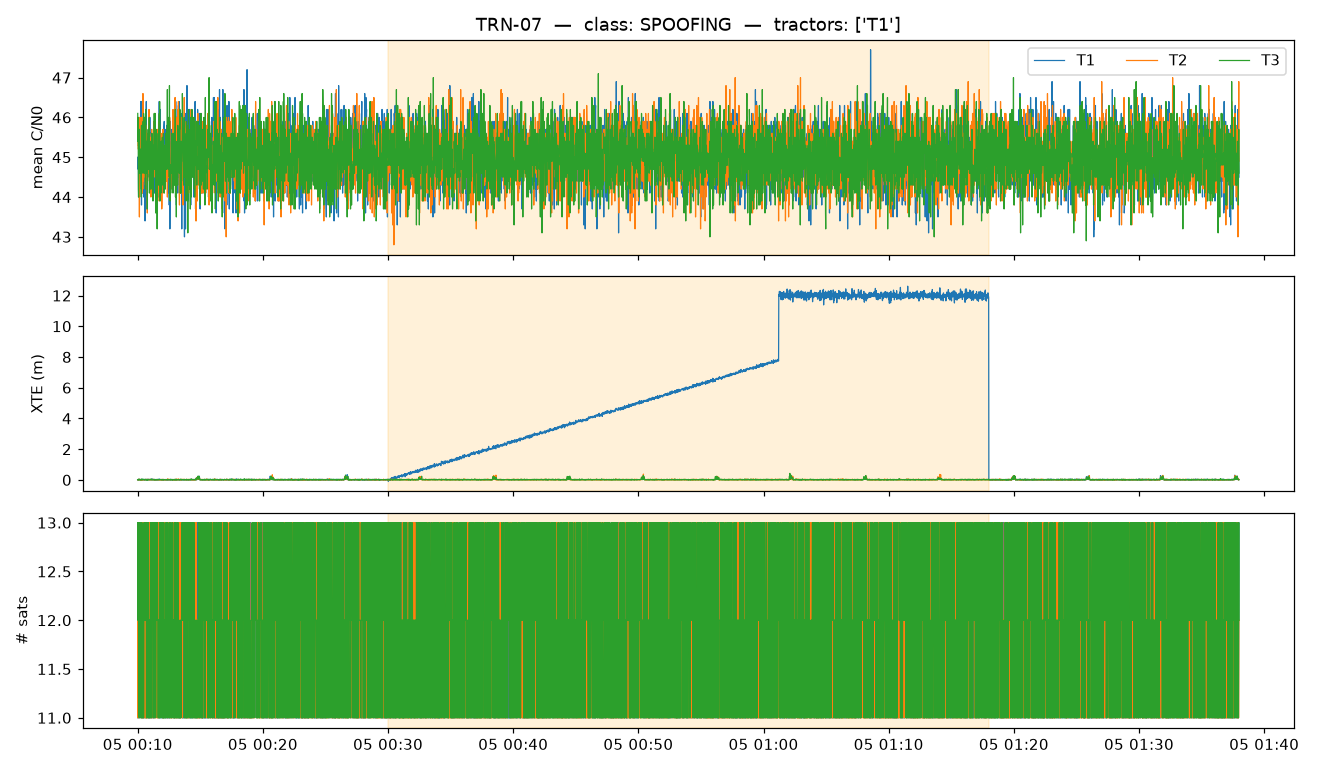 TRN-07 — class: SPOOFING — tractors: ['T1']
T1 T2 T3
mean C/N0
47
46
45
44
43
XTE (m)
12
10
8
6
4
2
0
# sats
13.0
12.5
12.0
11.5
11.0
05 00:10 05 00:20 05 00:30 05 00:40 05 00:50 05 01:00 05 01:10 05 01:20 05 01:30 05 01:40